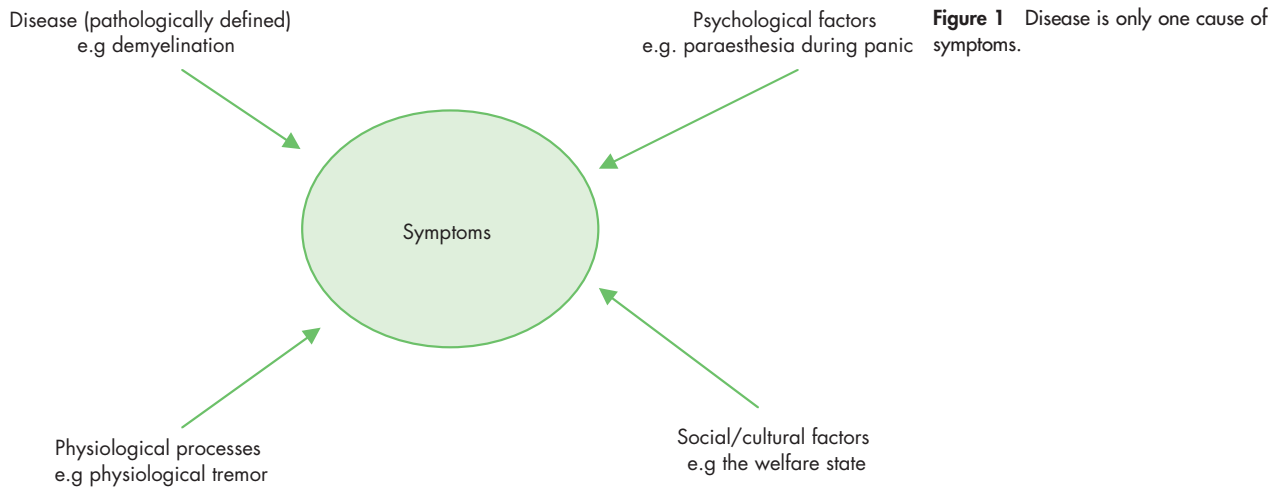 Disease (pathologically defined)
e.g demyelination
Psychological factors
e.g. paraesthesia during panic
Figure 1 Disease is only one cause of
symptoms.
Symptoms
Physiological processes
e.g physiological tremor
Social/cultural factors
e.g the welfare state